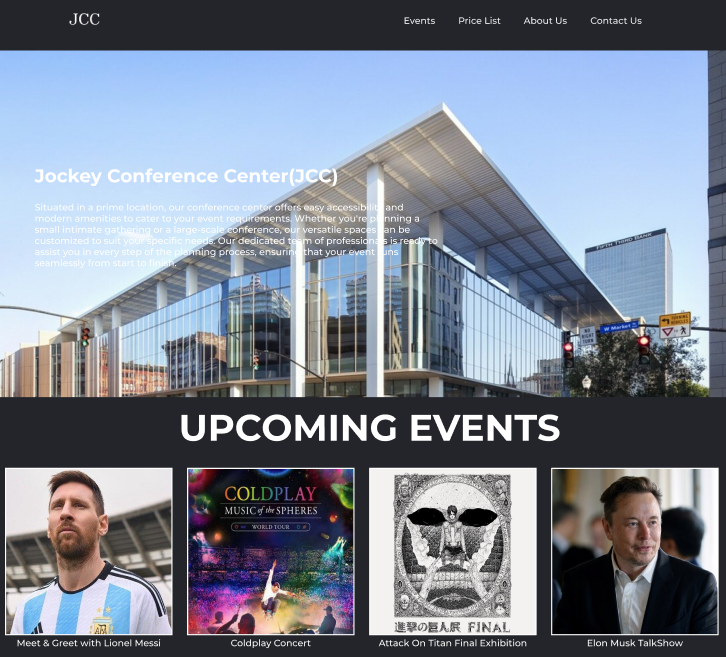 JCC
Events Price List About Us Contact Us
Jockey Conference Center(JCC)
Situated in a prime location, our conference center offers easy accessibility and
modern amenities to cater to your event requirements. Whether you're planning a
small intimate gathering or a large-scale conference, our versatile spaces can be
customized to suit your specific needs. Our dedicated team of professionals is ready to
assist you in every step of the planning process, ensuring that your event runs
seamlessly from start to finish.
FIFTH THIRD BANK
W Market
UPCOMING EVENTS
COLDPLAY
MUSIC of the SPHERES
WORLD TOUR
進撃の巨人展 FINAL
Meet & Greet with Lionel Messi
Coldplay Concert
Attack On Titan Final Exhibition
Elon Musk TalkShow